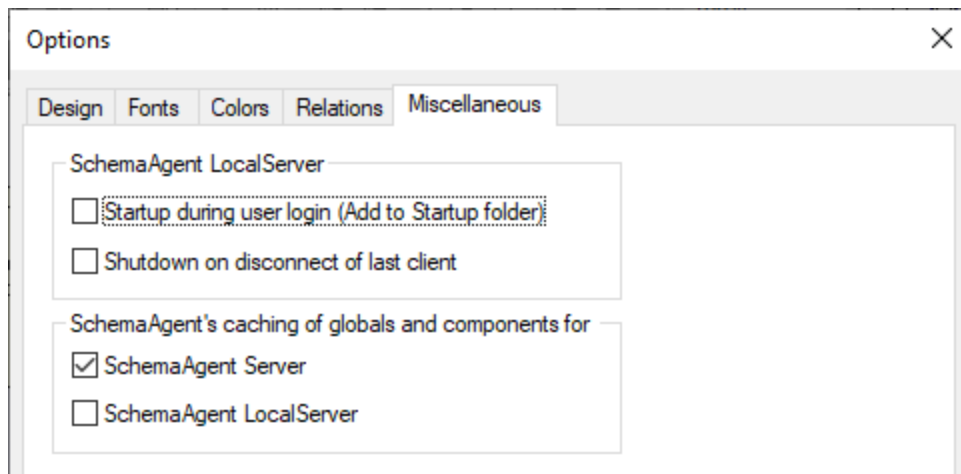 Options
Design Fonts Colors Relations Miscellaneous
SchemaAgent LocalServer
Startup during user login (Add to Startup folder)
Shutdown on disconnect of last client
SchemaAgent's caching of globals and components for
SchemaAgent Server
SchemaAgent LocalServer